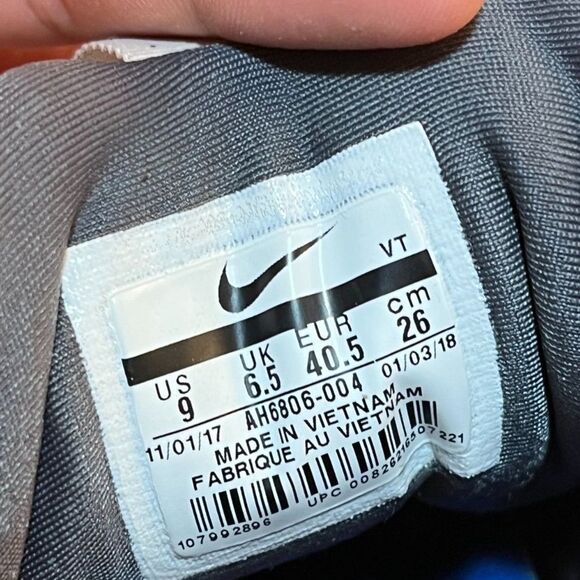 VT
US UK EUR cm
9 6.5 40.5 26
11/01/17 AH6806-004 01/03/18
MADE IN VIETNAM
FABRIQUE AU VIETNAM
107992896 UPC 00826216507221